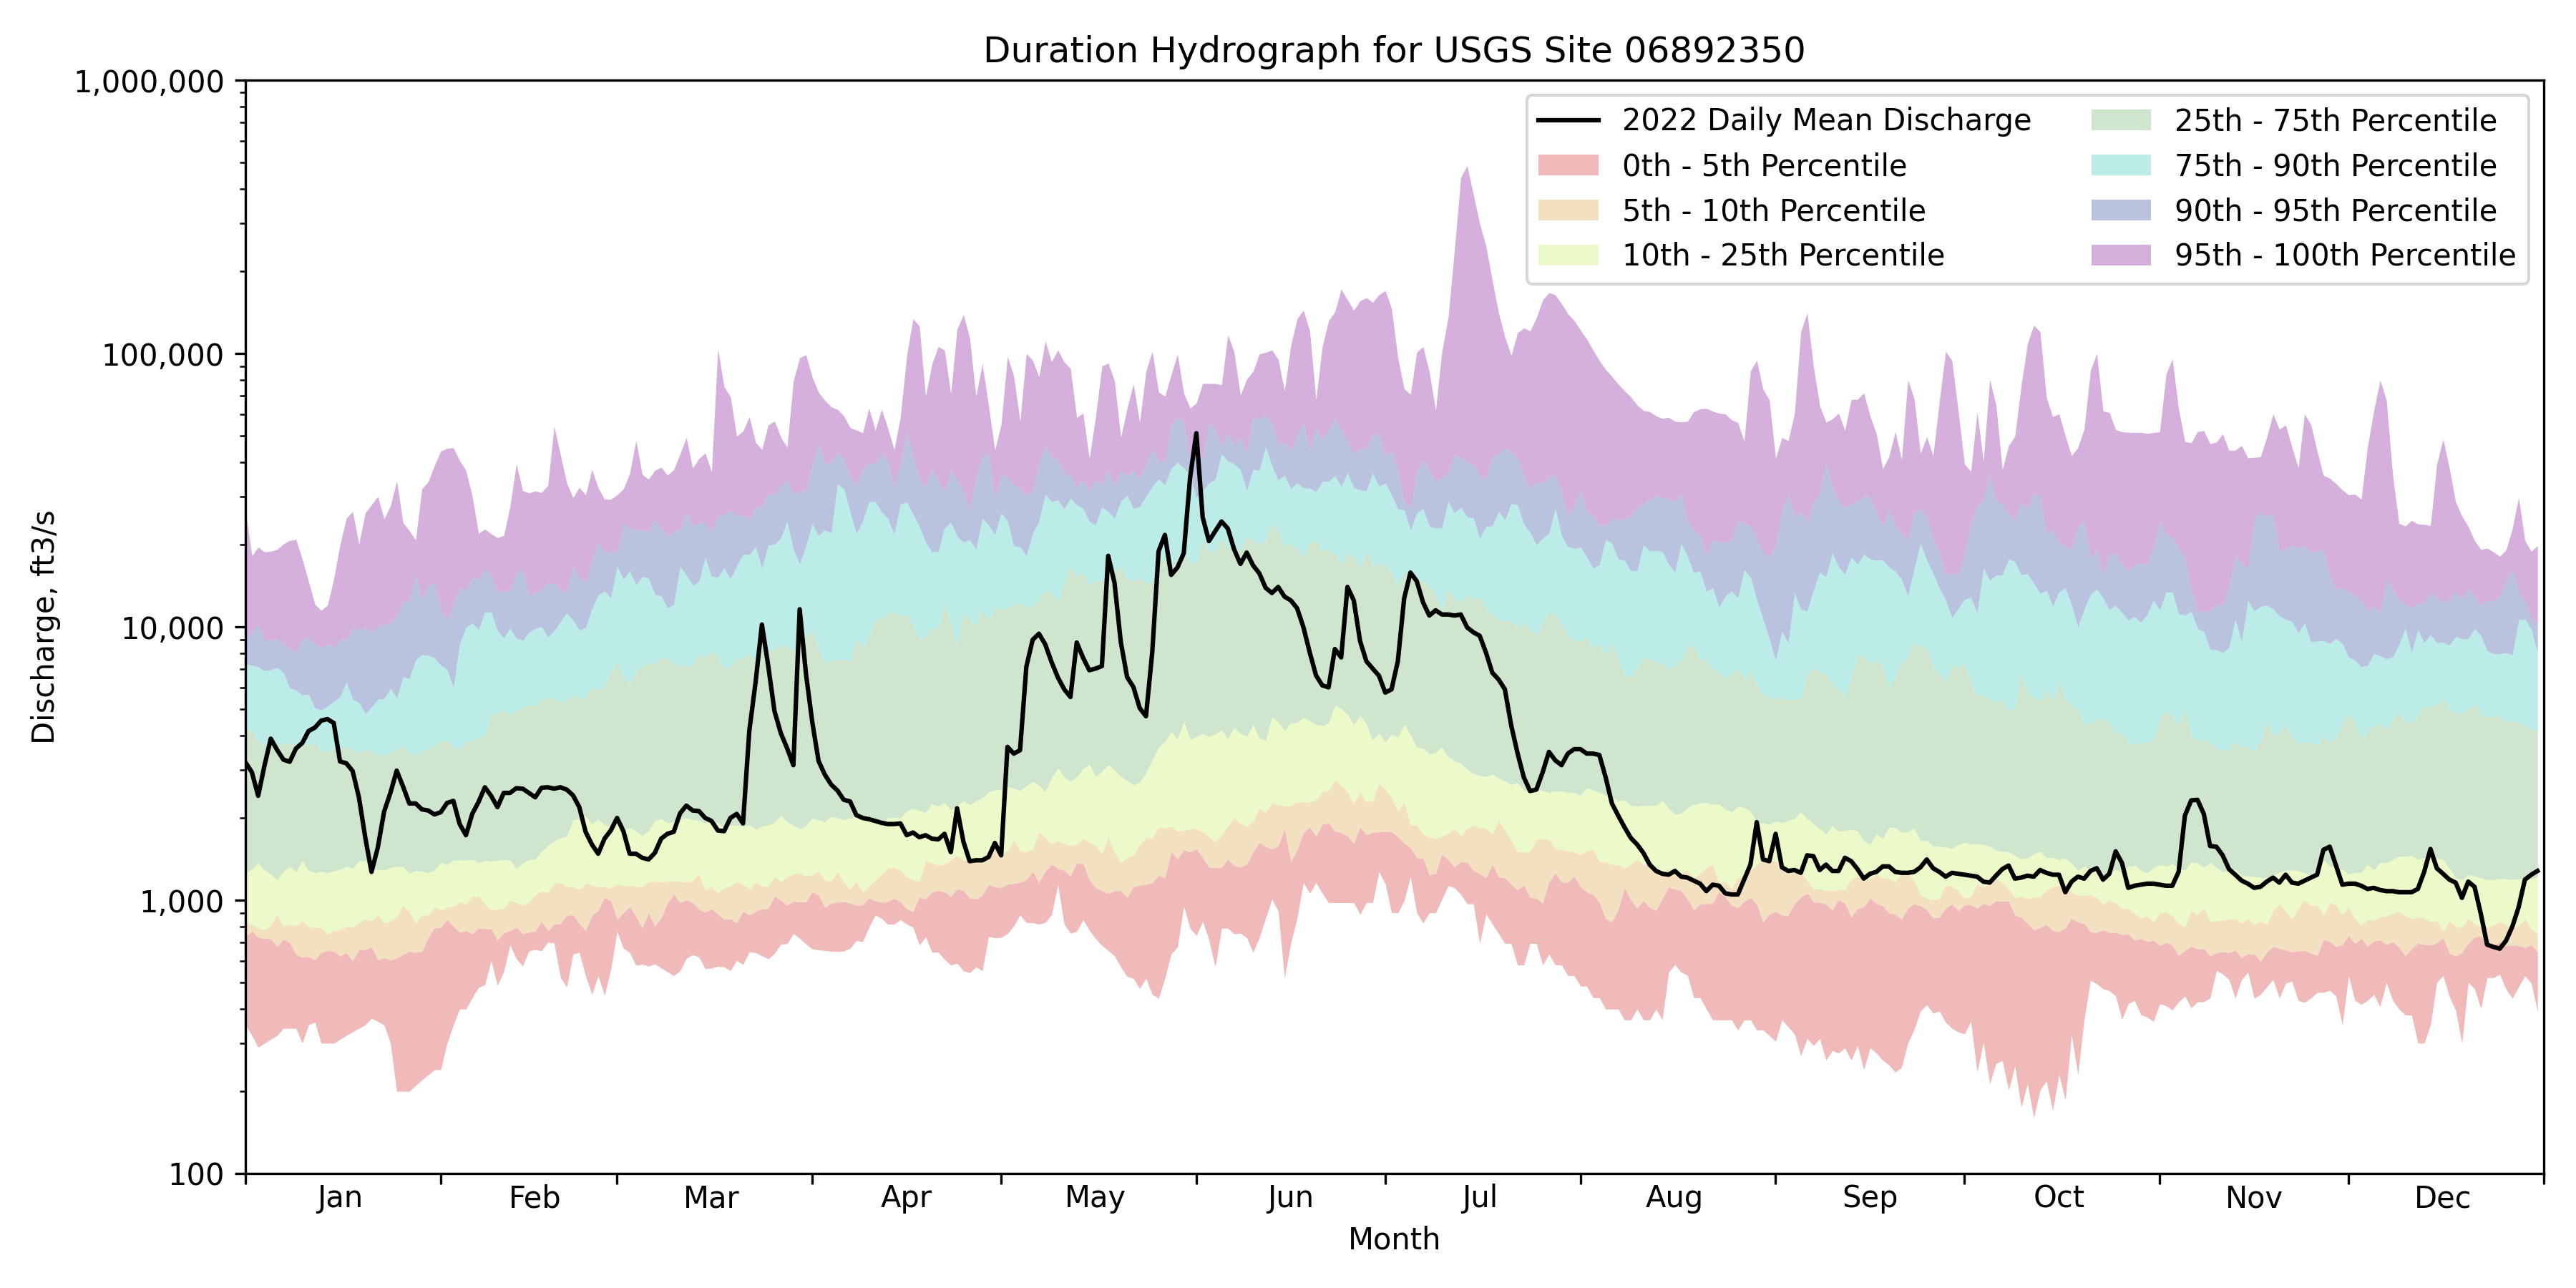 Duration Hydrograph for USGS Site 06892350
1,000,000
100,000
10,000
1,000
100
Discharge, ft3/s
2022 Daily Mean Discharge
0th - 5th Percentile
5th - 10th Percentile
10th - 25th Percentile
25th - 75th Percentile
75th - 90th Percentile
90th - 95th Percentile
95th - 100th Percentile
Jan Feb Mar Apr May Jun Jul Aug Sep Oct Nov Dec
Month